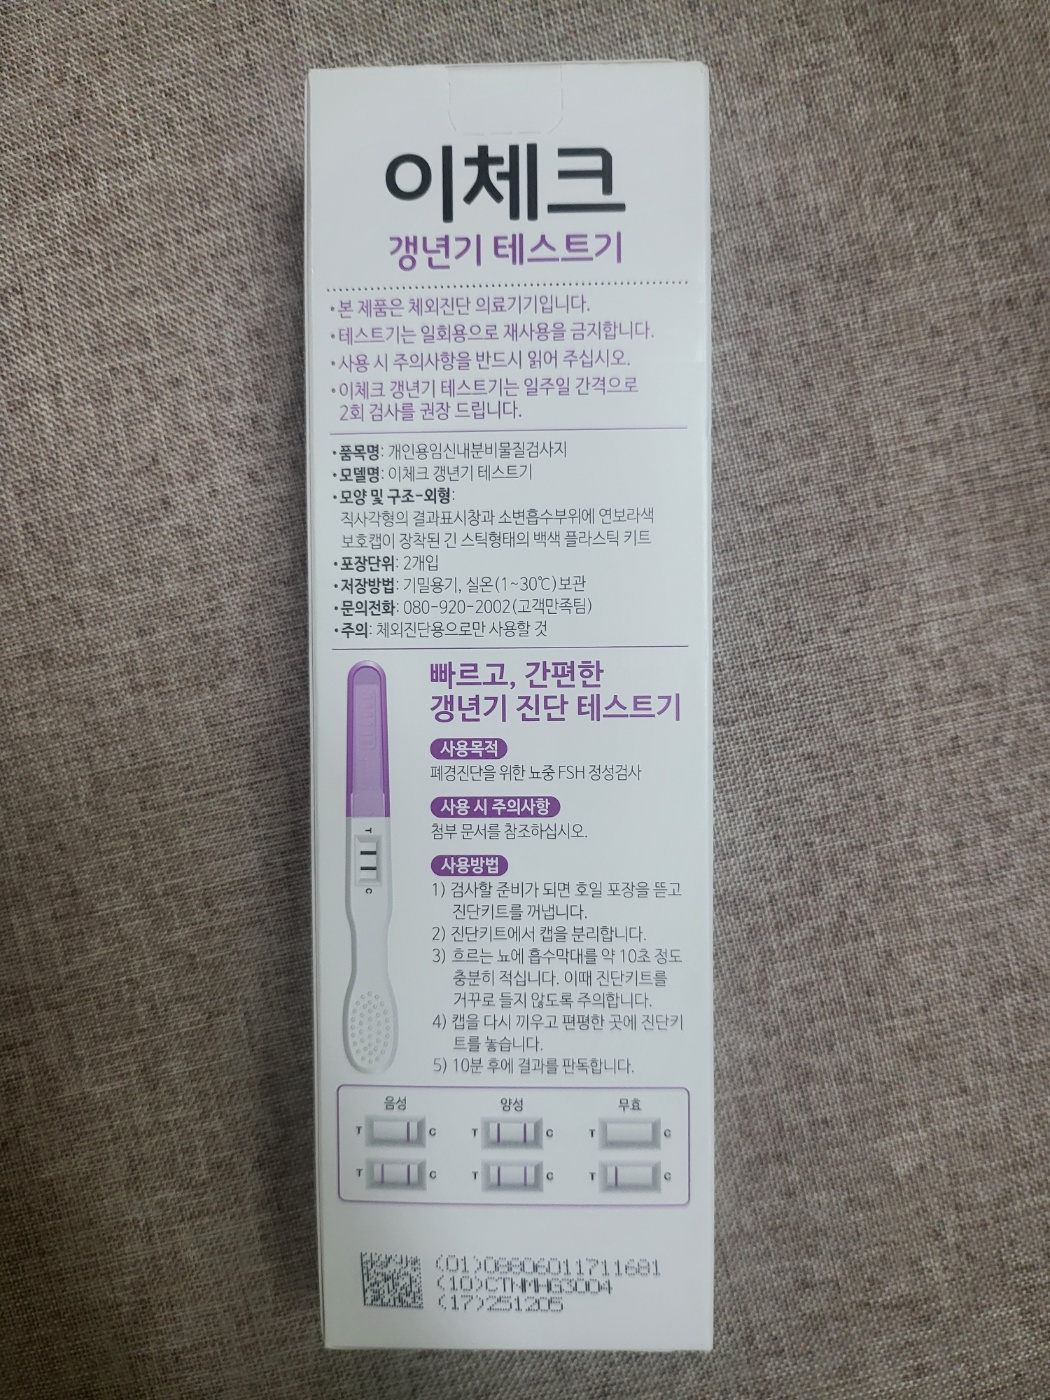 이체크
갱년기 테스트기
•본 제품은 체외진단 의료기기입니다.
•테스트기는 일회용으로 재사용을 금지합니다.
•사용 시 주의사항을 반드시 읽어 주십시오.
•이체크 갱년기 테스트기는 일주일 간격으로
2회 검사를 권장 드립니다.
•품목명: 개인용임신내분비물질검사지
•모델명: 이체크 갱년기 테스트기
•모양 및 구조-외형:
직사각형의 결과표시창과 소변흡수부위에 연보라색
보호캡이 장착된 긴 스틱형태의 백색 플라스틱 키트
•포장단위: 2개입
•저장방법: 기밀용기, 실온(1~30℃)보관
•문의전화: 080-920-2002(고객만족팀)
•주의: 체외진단용으로만 사용할 것
빠르고, 간편한
갱년기 진단 테스트기
사용목적
폐경진단을 위한 뇨중 FSH 정성검사
사용 시 주의사항
첨부 문서를 참조하십시오.
사용방법
1) 검사할 준비가 되면 호일 포장을 뜯고
진단키트를 꺼냅니다.
2) 진단키트에서 캡을 분리합니다.
3) 흐르는 뇨에 흡수막대를 약 10초 정도
충분히 적십니다. 이때 진단키트를
거꾸로 들지 않도록 주의합니다.
4) 캡을 다시 끼우고 편평한 곳에 진단키
트를 놓습니다.
5) 10분 후에 결과를 판독합니다.
T
C
음성 양성 무효
T C T C T C
T C T C T C
(01)08806011711681
(10)CTNMHG3004
(17)251205